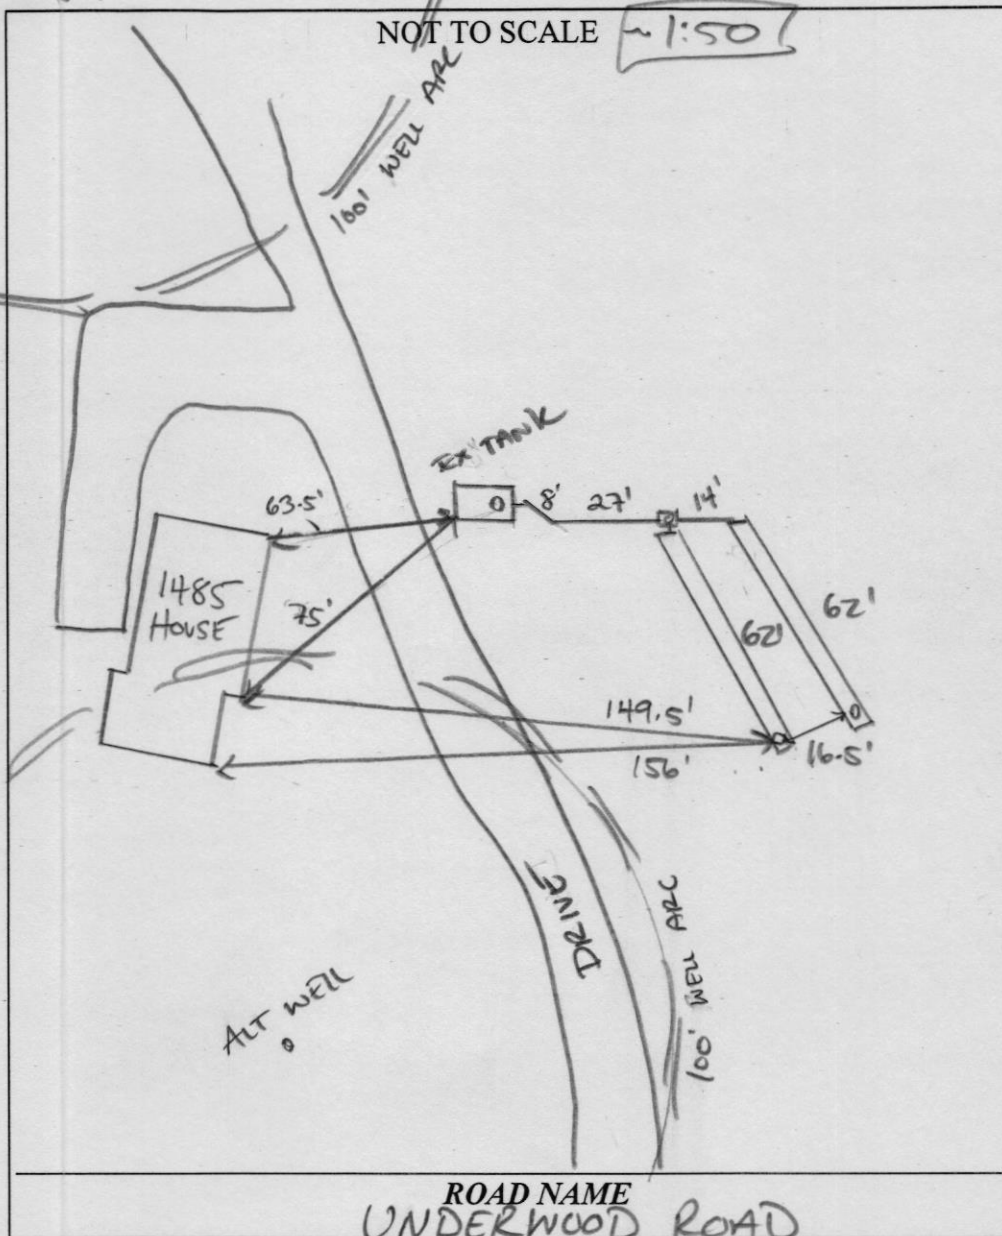 NOT TO SCALE ~ 1:50
100' WELL ARC
EX TANK
63.5'
8' 27' 14'
1485
HOUSE
75'
62'
62'
149.5'
156' 16.5'
DRIVE
100' WELL ARC
ALT WELL
ROAD NAME
UNDERWOOD ROAD